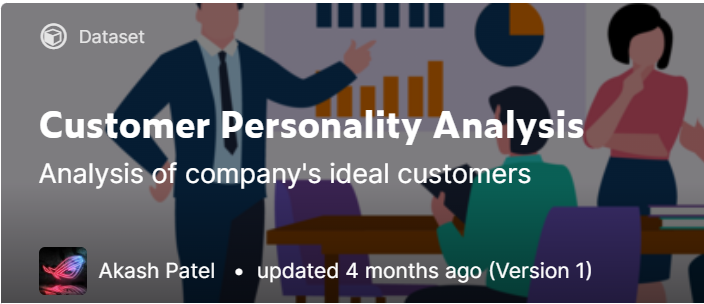 Dataset
Customer Personality Analysis
Analysis of company's ideal customers
Akash Patel • updated 4 months ago (Version 1)